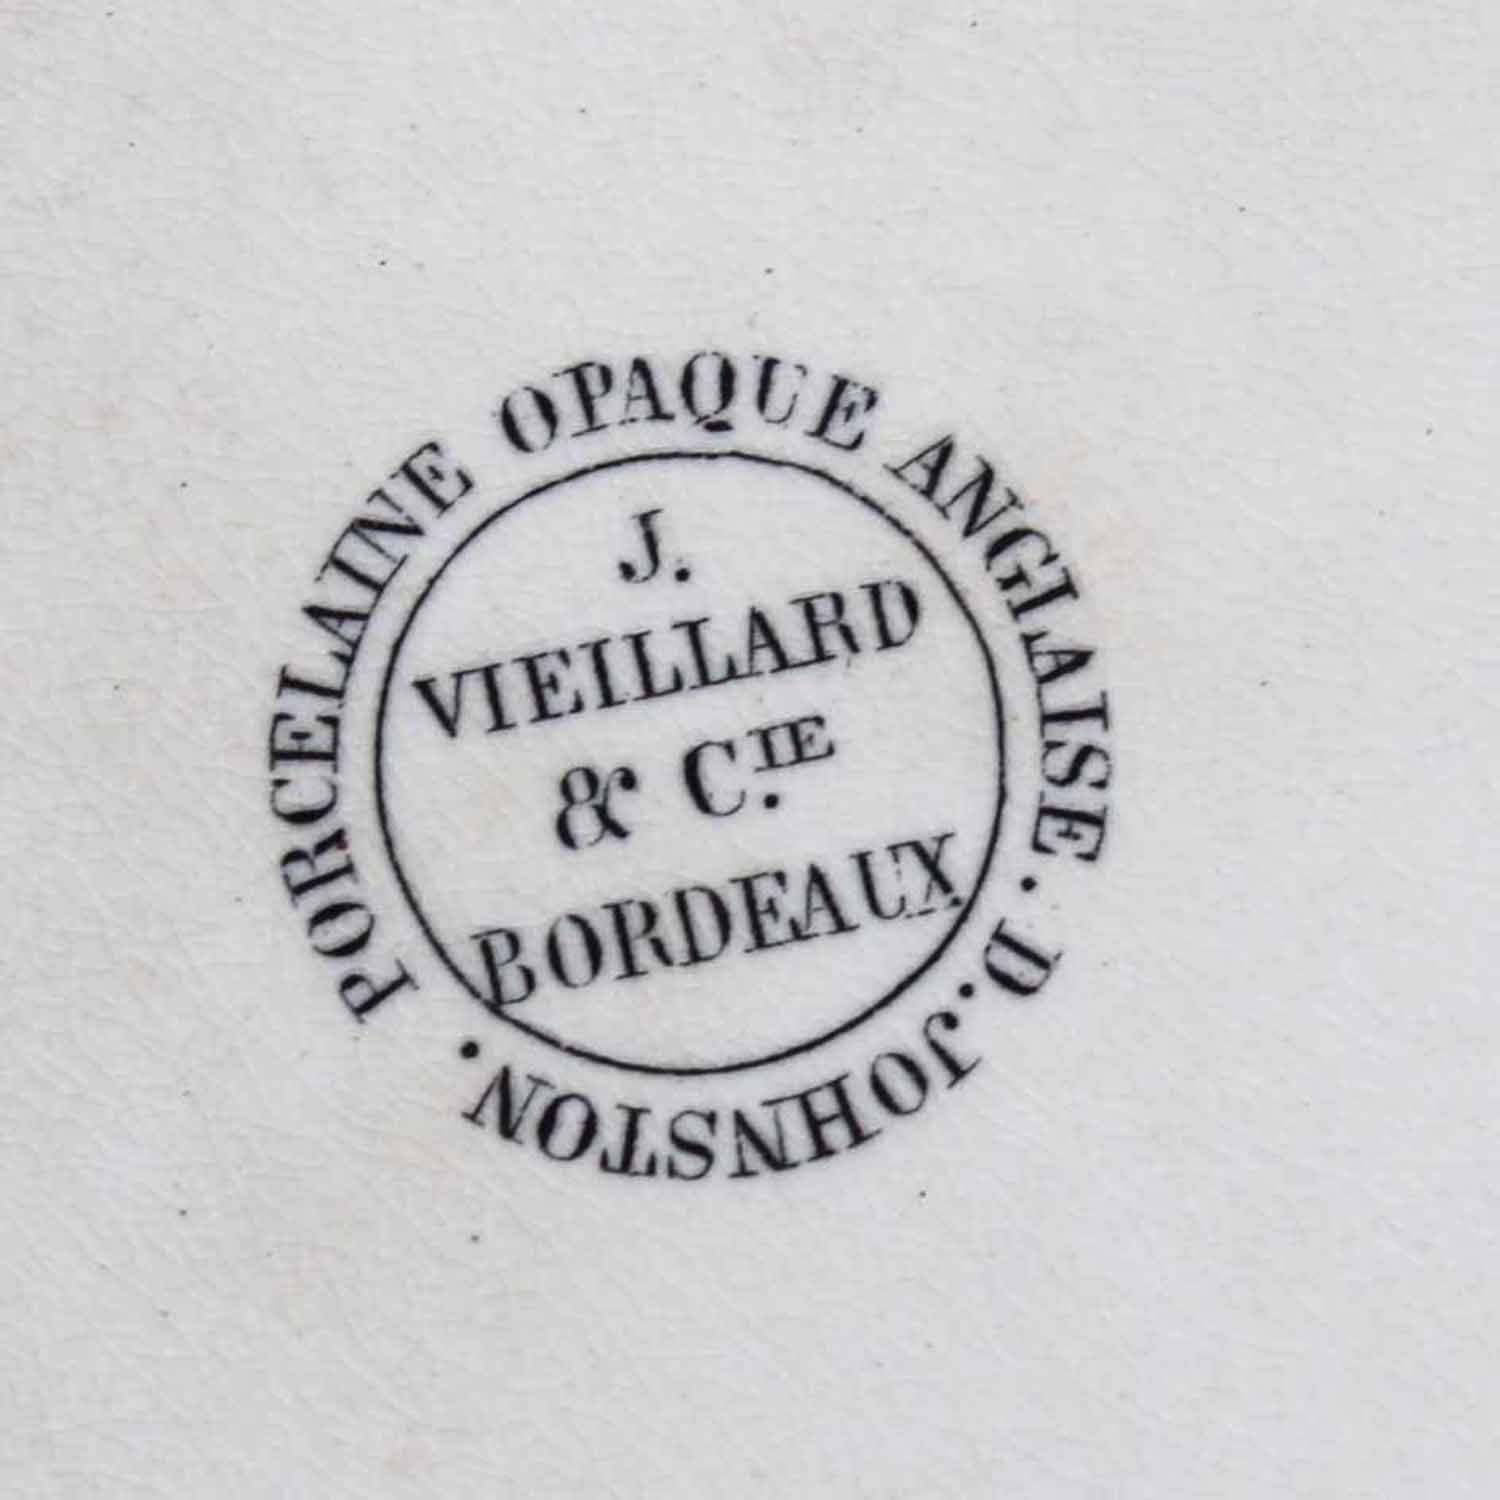 PORCELAINE OPAQUE ANGLAISE. D. JOHNSTON.
J.
VIEILLARD
& C.IE
BORDEAUX